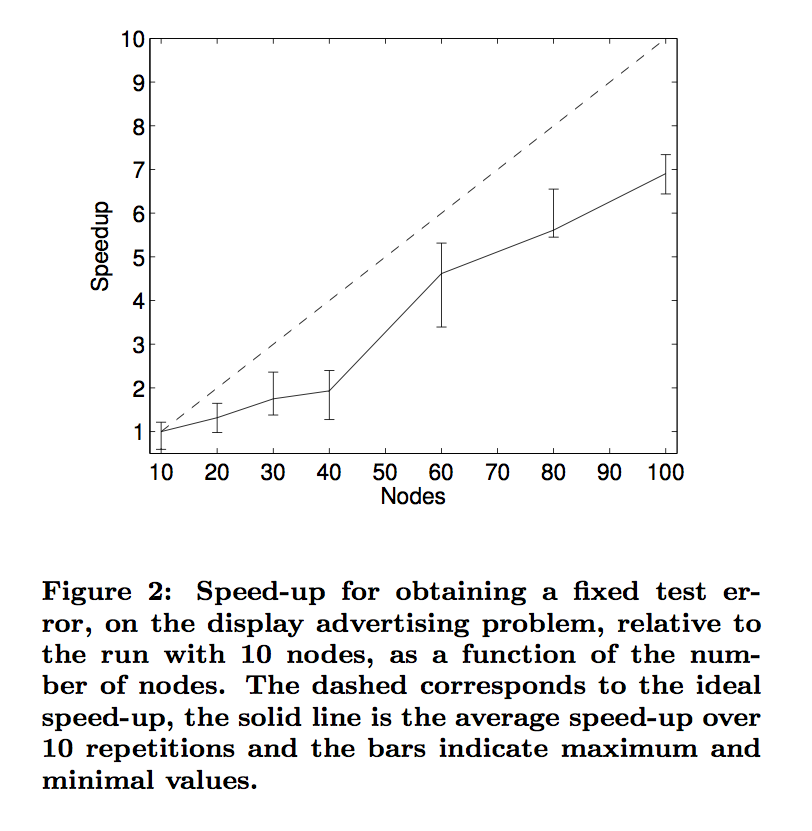 10
9
8
7
6
5
4
3
2
1
Speedup
10 20 30 40 50 60 70 80 90 100
Nodes
Figure 2: Speed-up for obtaining a fixed test er-
ror, on the display advertising problem, relative to
the run with 10 nodes, as a function of the num-
ber of nodes. The dashed corresponds to the ideal
speed-up, the solid line is the average speed-up over
10 repetitions and the bars indicate maximum and
minimal values.